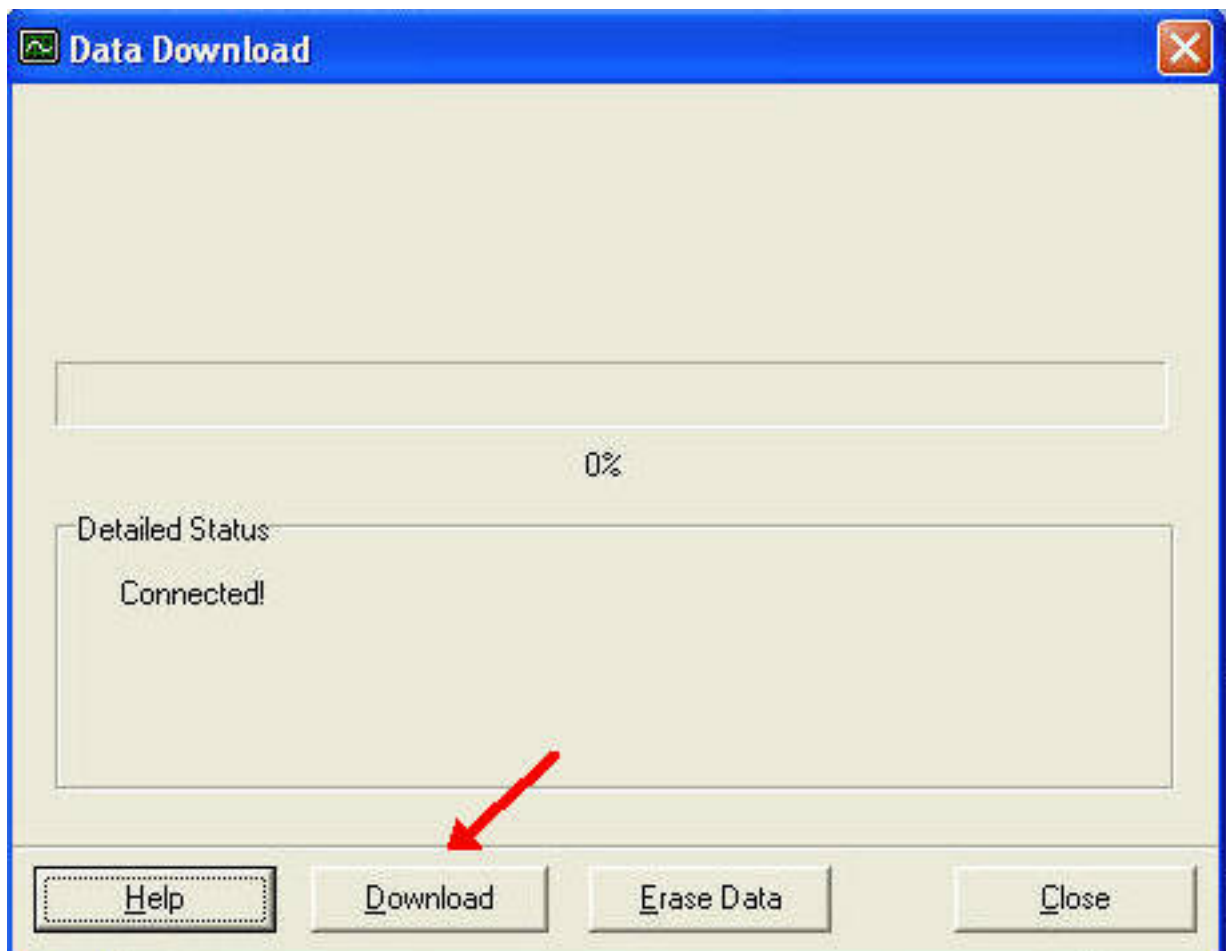 Data Download
0%
Detailed Status
Connected!
Help Download Erase Data Close